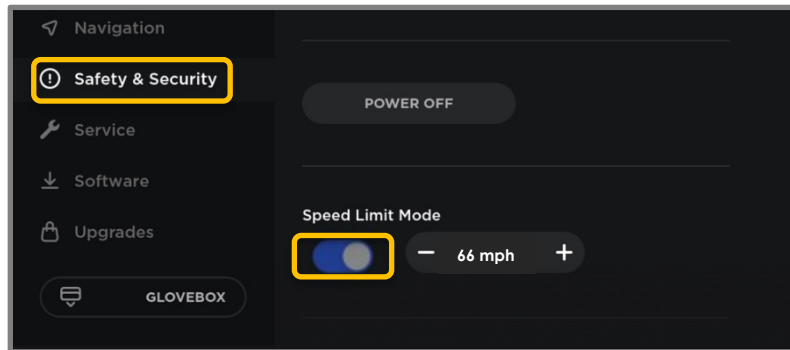 Navigation
Safety & Security
Service
Software
Upgrades
GLOVEBOX
POWER OFF
Speed Limit Mode
− 66 mph +